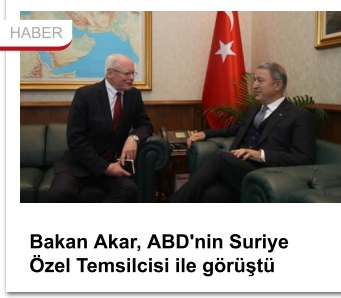 HABER
Bakan Akar, ABD'nin Suriye
Özel Temsilcisi ile görüştü